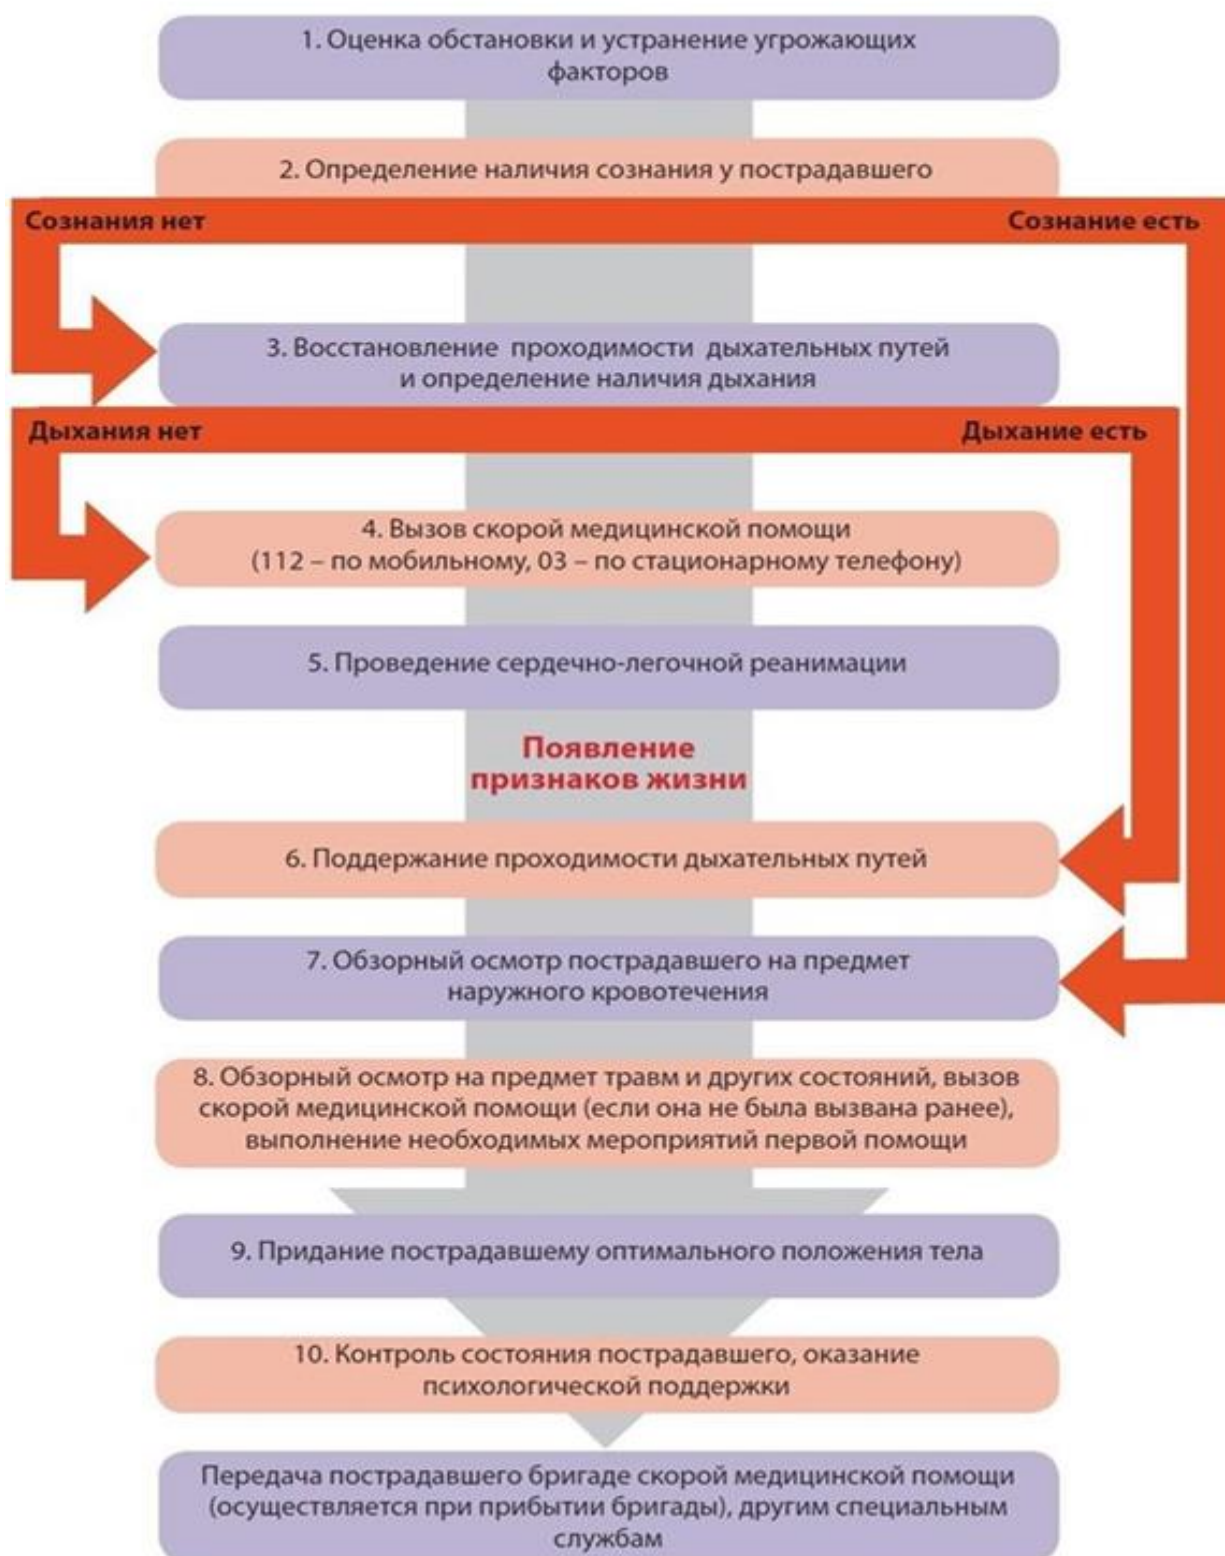 1. Оценка обстановки и устранение угрожающих
факторов
2. Определение наличия сознания у пострадавшего
Сознания нет
Сознание есть
3. Восстановление проходимости дыхательных путей
и определение наличия дыхания
Дыхания нет
Дыхание есть
4. Вызов скорой медицинской помощи
(112 – по мобильному, 03 – по стационарному телефону)
5. Проведение сердечно-легочной реанимации
Появление
признаков жизни
6. Поддержание проходимости дыхательных путей
7. Обзорный осмотр пострадавшего на предмет
наружного кровотечения
8. Обзорный осмотр на предмет травм и других состояний, вызов
скорой медицинской помощи (если она не была вызвана ранее),
выполнение необходимых мероприятий первой помощи
9. Придание пострадавшему оптимального положения тела
10. Контроль состояния пострадавшего, оказание
психологической поддержки
Передача пострадавшего бригаде скорой медицинской помощи
(осуществляется при прибытии бригады), другим специальным
службам